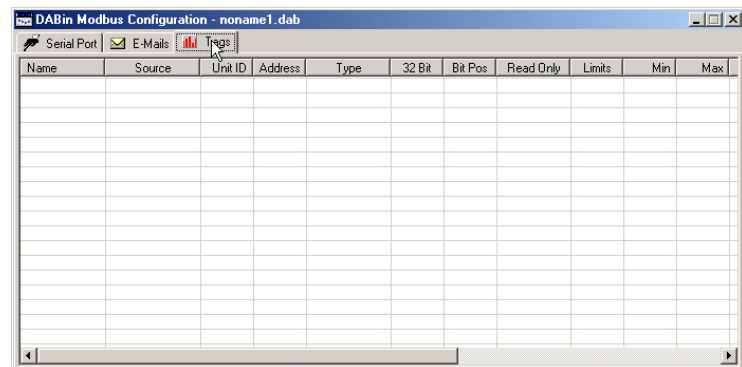 DABin Modbus Configuration - noname1.dab
Serial Port E-Mails Tags
Name Source Unit ID Address Type 32 Bit Bit Pos Read Only Limits Min Max